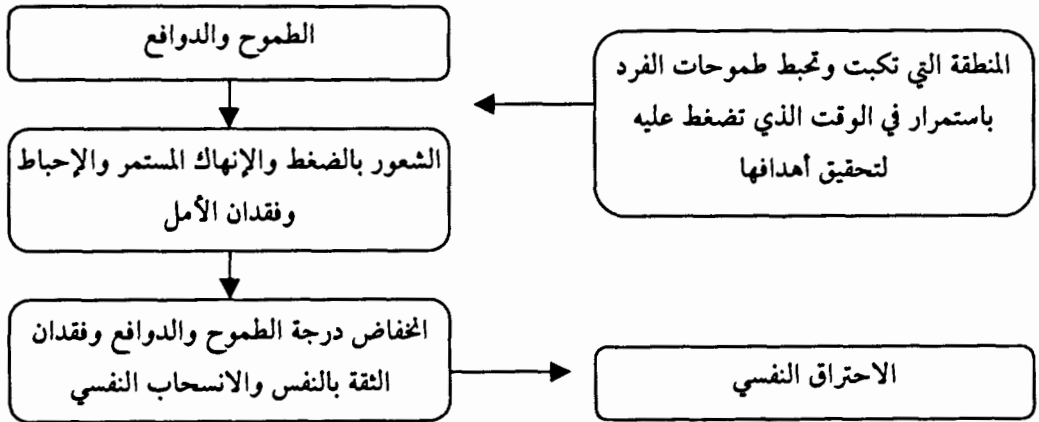 الطموح والدوافع
المنطقة التي تكبت وتحبط طموحات الفرد
باستمرار في الوقت الذي تضغط عليه
لتحقيق أهدافها
الشعور بالضغط والإنهاك المستمر والإحباط
وفقدان الأمل
انخفاض درجة الطموح والدوافع وفقدان
الثقة بالنفس والانسحاب النفسي
الاحتراق النفسي